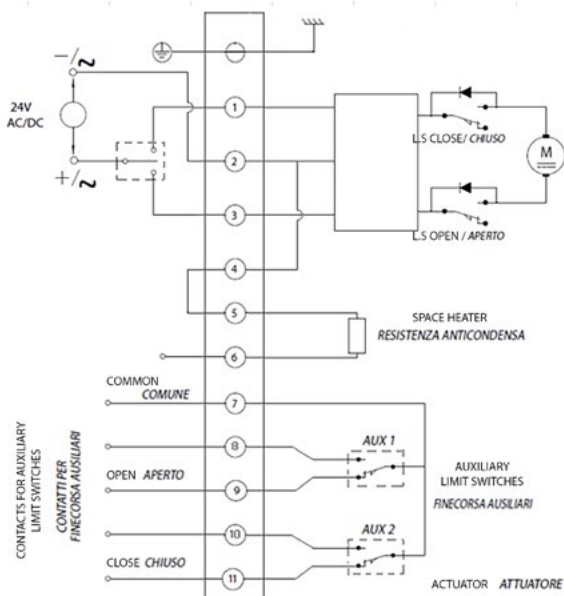 −/~
24V
AC/DC
+/~
1
2
3
4
5
6
7
8
9
10
11
L.S CLOSE/ CHIUSO
M
L.S OPEN / APERTO
SPACE HEATER
RESISTENZA ANTICONDENSA
COMMON
COMUNE
OPEN APERTO
CLOSE CHIUSO
CONTACTS FOR AUXILIARY
LIMIT SWITCHES
CONTATTI PER
FINECORSA AUSILIARI
AUX 1
AUXILIARY
LIMIT SWITCHES
FINECORSA AUSILIARI
AUX 2
ACTUATOR ATTUATORE